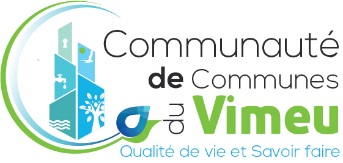 Communauté
de Communes
du Vimeu
Qualité de vie et Savoir faire